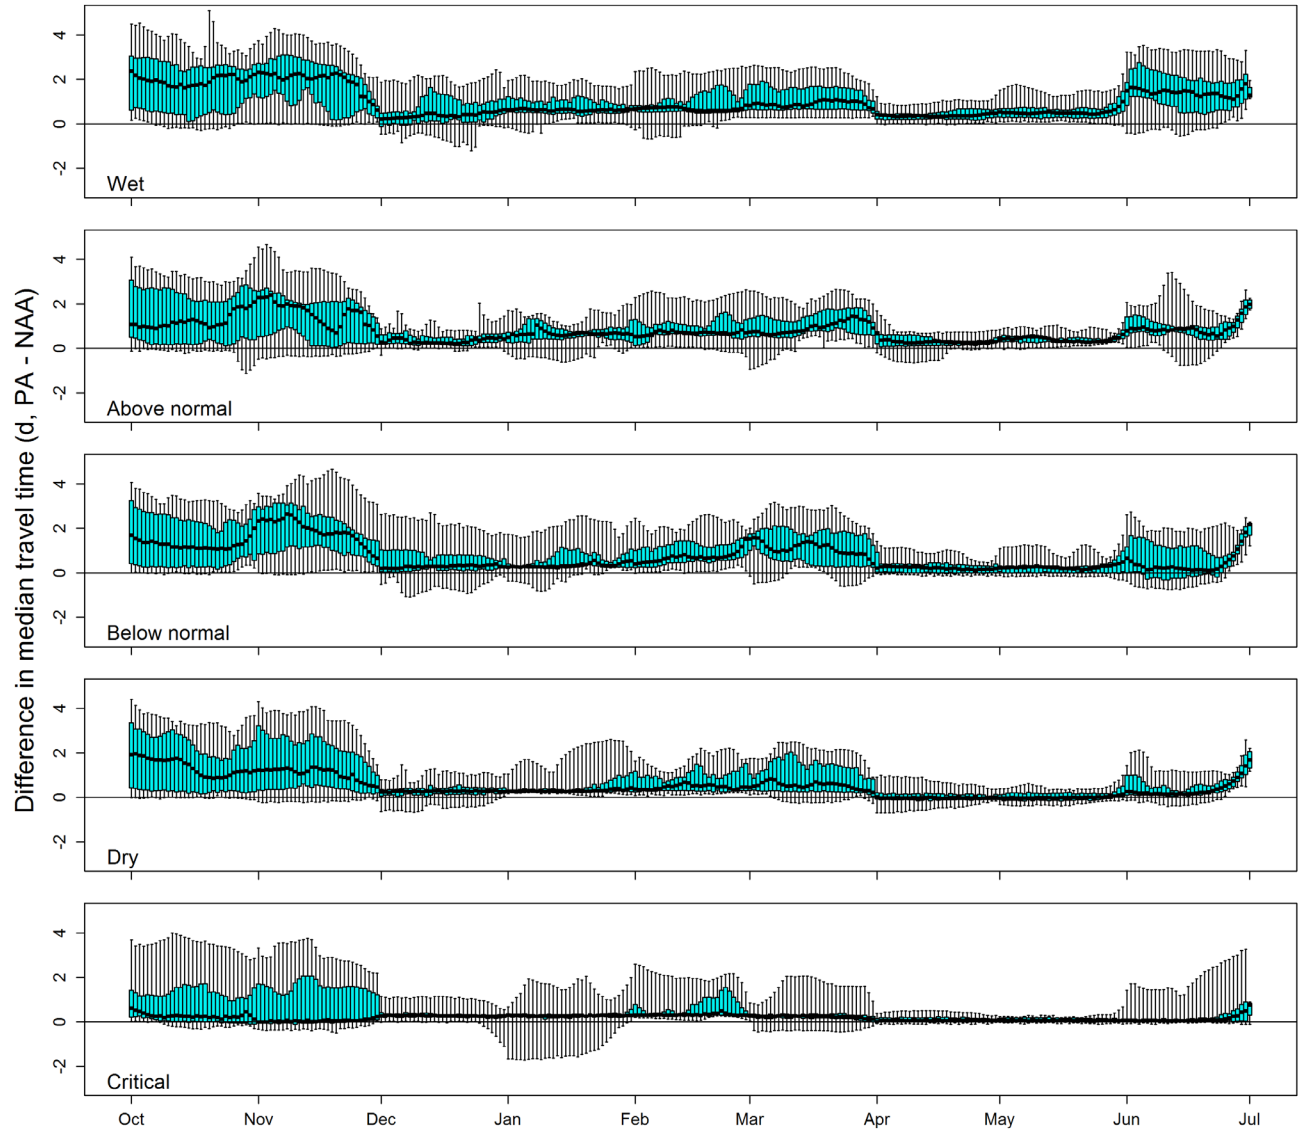 Difference in median travel time (d, PA - NAA)
4
2
0
-2
Wet
4
2
0
-2
Above normal
4
2
0
-2
Below normal
4
2
0
-2
Dry
4
2
0
-2
Critical
Oct Nov Dec Jan Feb Mar Apr May Jun Jul